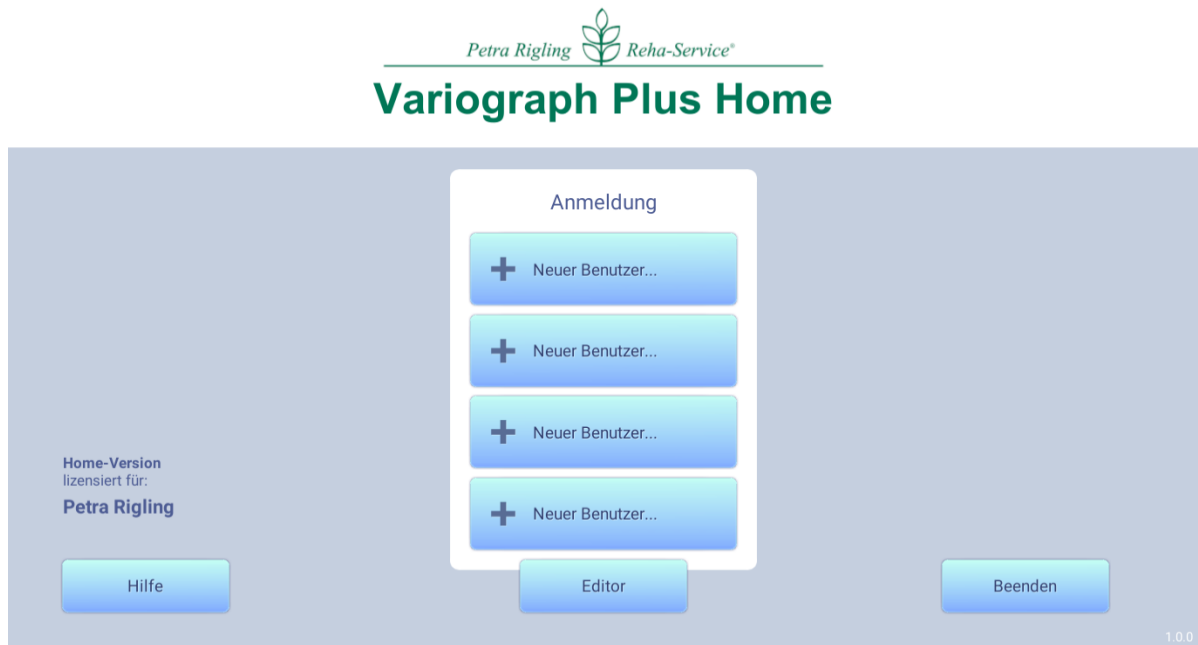 Petra Rigling Reha-Service®
Variograph Plus Home
Anmeldung
Neuer Benutzer...
Neuer Benutzer...
Neuer Benutzer...
Neuer Benutzer...
Home-Version
lizensiert für:
Petra Rigling
Hilfe
Editor
Beenden
1.0.0